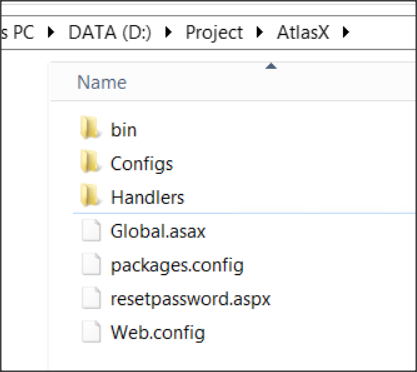 s PC ▸ DATA (D:) ▸ Project ▸ AtlasX ▸
Name
bin
Configs
Handlers
Global.asax
packages.config
resetpassword.aspx
Web.config